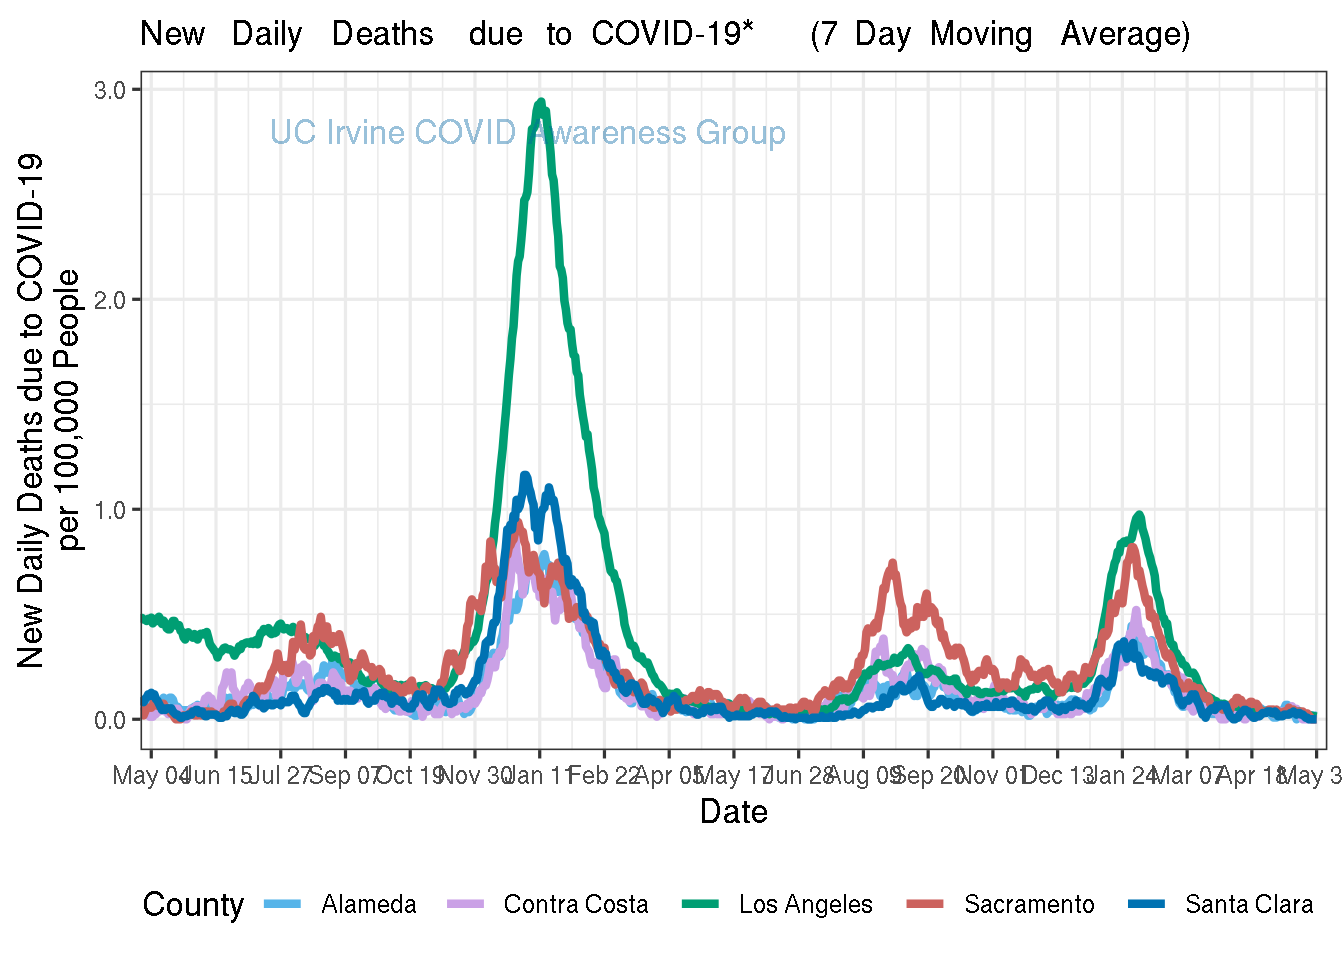 New Daily Deaths due to COVID-19* (7 Day Moving Average)
UC Irvine COVID Awareness Group
New Daily Deaths due to COVID-19
per 100,000 People
3.0
2.0
1.0
0.0
May 04 Jun 15 Jul 27 Sep 07 Oct 19 Nov 30 Jan 11 Feb 22 Apr 05 May 17 Jun 28 Aug 09 Sep 20 Nov 01 Dec 13 Jan 24 Mar 07 Apr 18 May 3
Date
County Alameda Contra Costa Los Angeles Sacramento Santa Clara